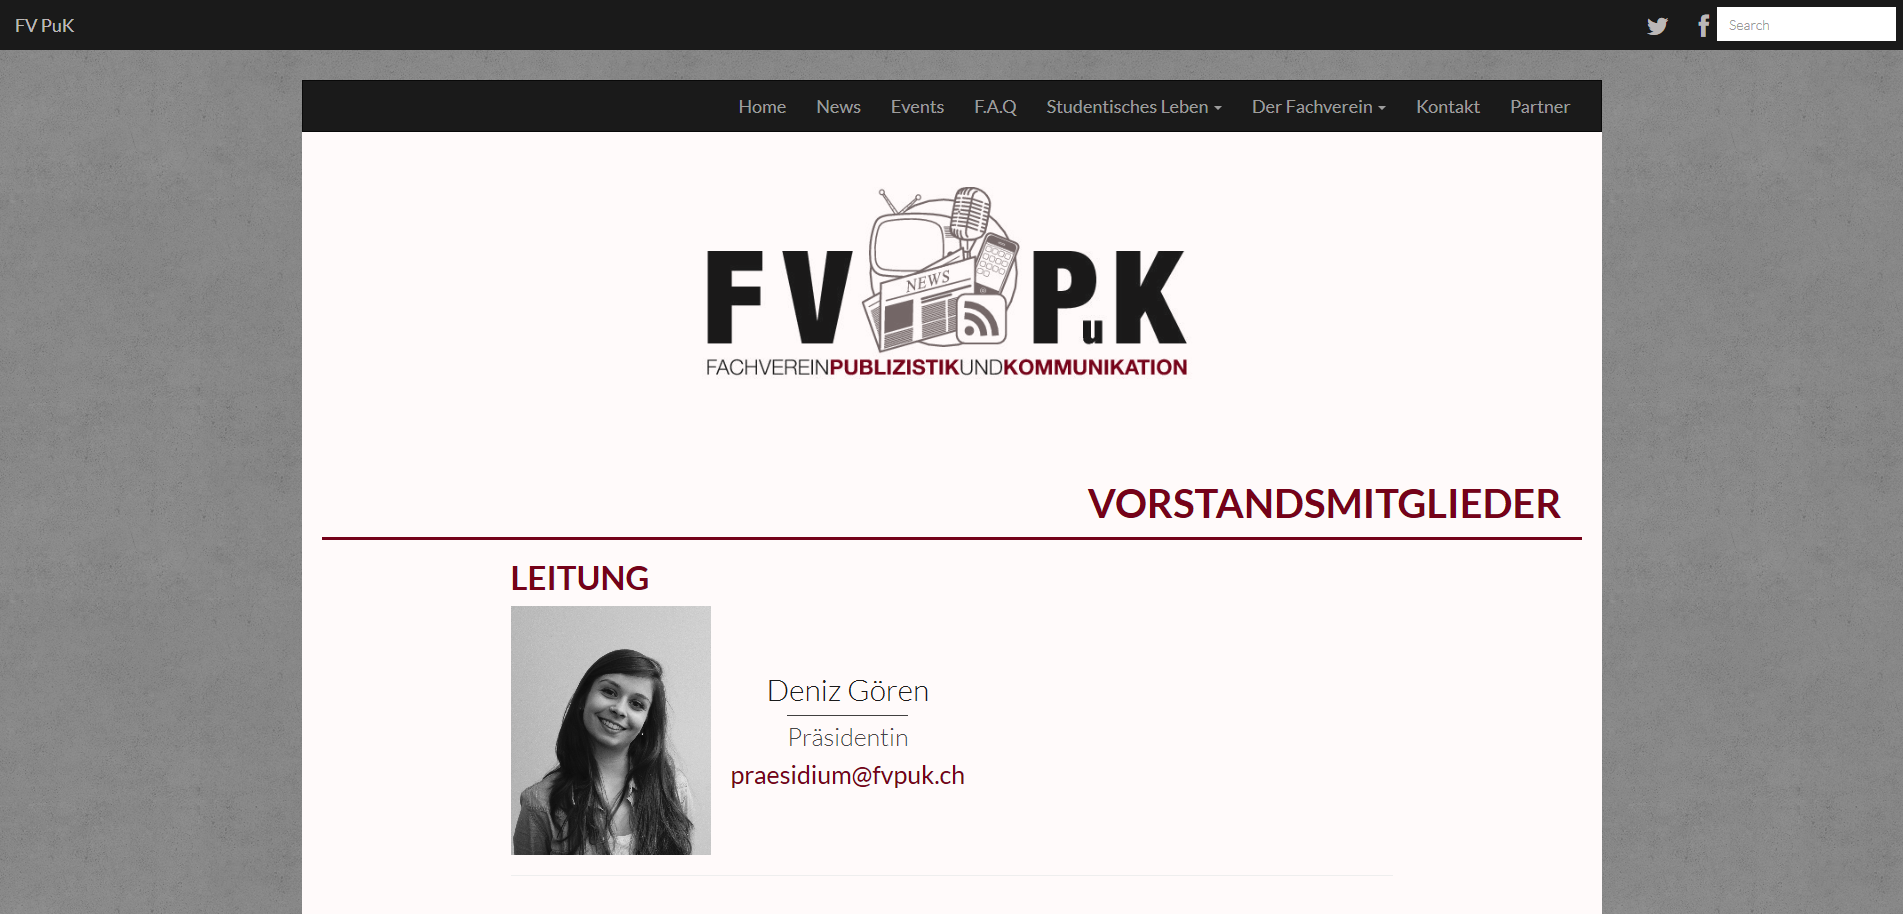 FV PuK
Search
Home News Events F.A.Q Studentisches Leben Der Fachverein Kontakt Partner
NEWS
FV PuK
FACHVEREINPUBLIZISTIKUNDKOMMUNIKATION
VORSTANDSMITGLIEDER
LEITUNG
Deniz Gören
Präsidentin
praesidium@fvpuk.ch